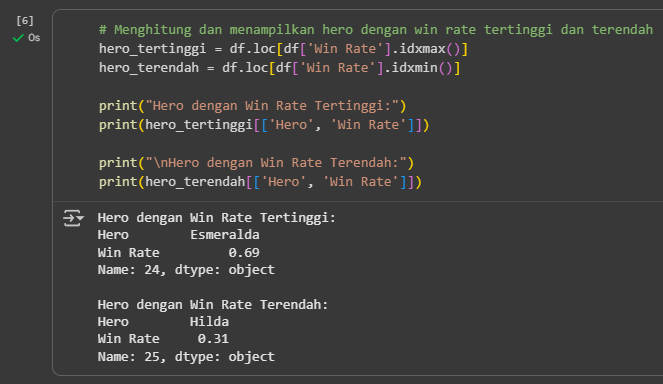 [6]
0s
# Menghitung dan menampilkan hero dengan win rate tertinggi dan terendah
hero_tertinggi = df.loc[df['Win Rate'].idxmax()]
hero_terendah = df.loc[df['Win Rate'].idxmin()]
print("Hero dengan Win Rate Tertinggi:")
print(hero_tertinggi[['Hero', 'Win Rate']])
print("\nHero dengan Win Rate Terendah:")
print(hero_terendah[['Hero', 'Win Rate']])
Hero dengan Win Rate Tertinggi:
Hero        Esmeralda
Win Rate         0.69
Name: 24, dtype: object
Hero dengan Win Rate Terendah:
Hero        Hilda
Win Rate     0.31
Name: 25, dtype: object